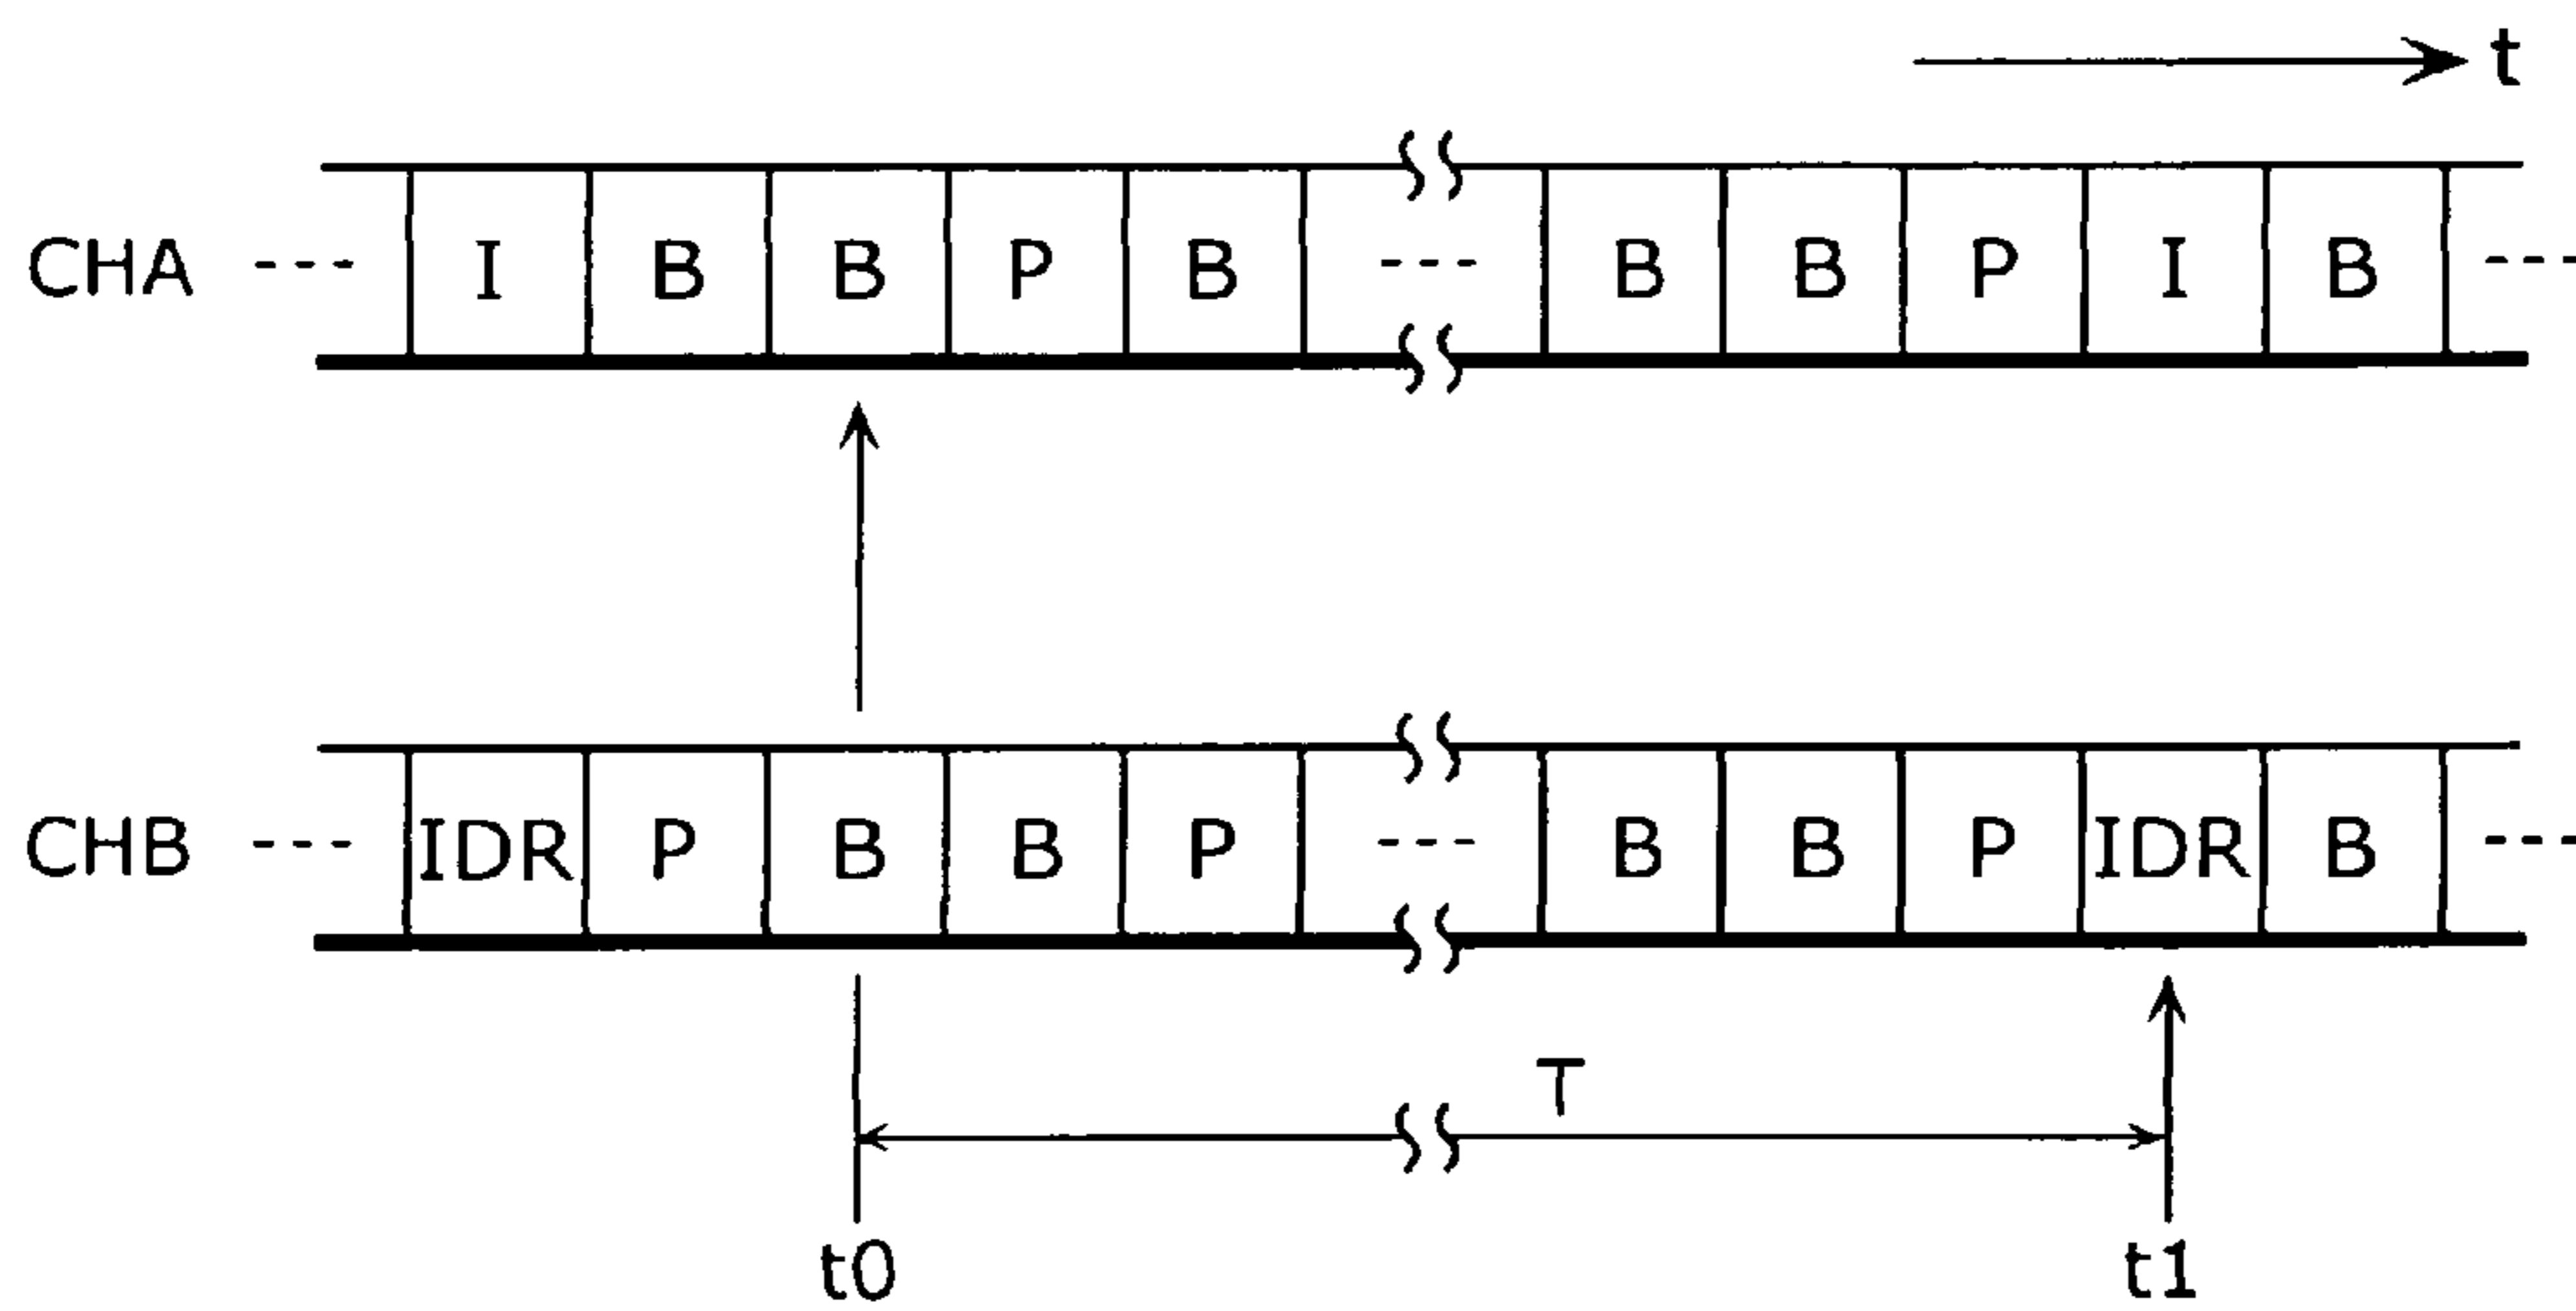 t
CHA --- I B B P B --- B B P I B ---
CHB --- IDR P B B P --- B B P IDR B ---
T
t0 t1